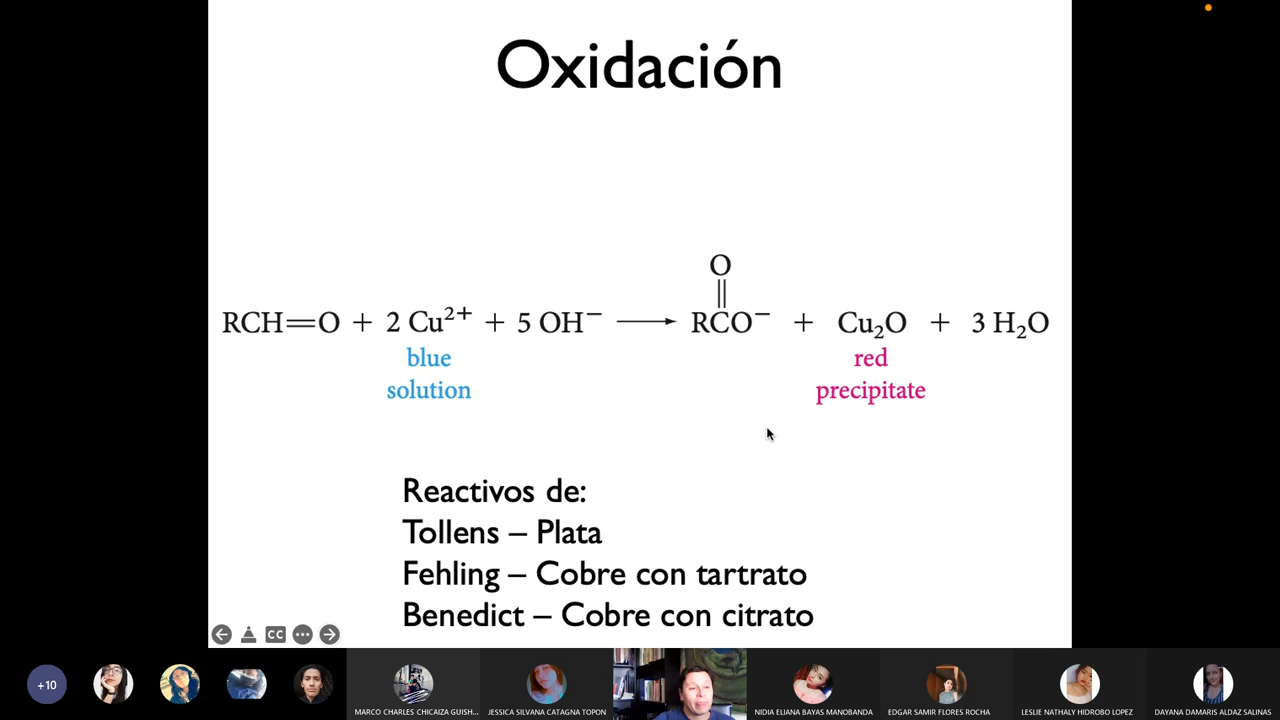 Oxidación
O
RCH=O + 2 Cu²⁺ + 5 OH⁻ ⟶ RCO⁻ + Cu₂O + 3 H₂O
blue solution
red precipitate
Reactivos de:
Tollens – Plata
Fehling – Cobre con tartrato
Benedict – Cobre con citrato
CC
+10
MARCO CHARLES CHICAIZA GUISH...
JESSICA SILVANA CATAGNA TOPON
NIDIA ELIANA BAYAS MANOBANDA
EDGAR SAMIR FLORES ROCHA
LESLIE NATHALY HIDROBO LOPEZ
DAYANA DAMARIS ALDAZ SALINAS